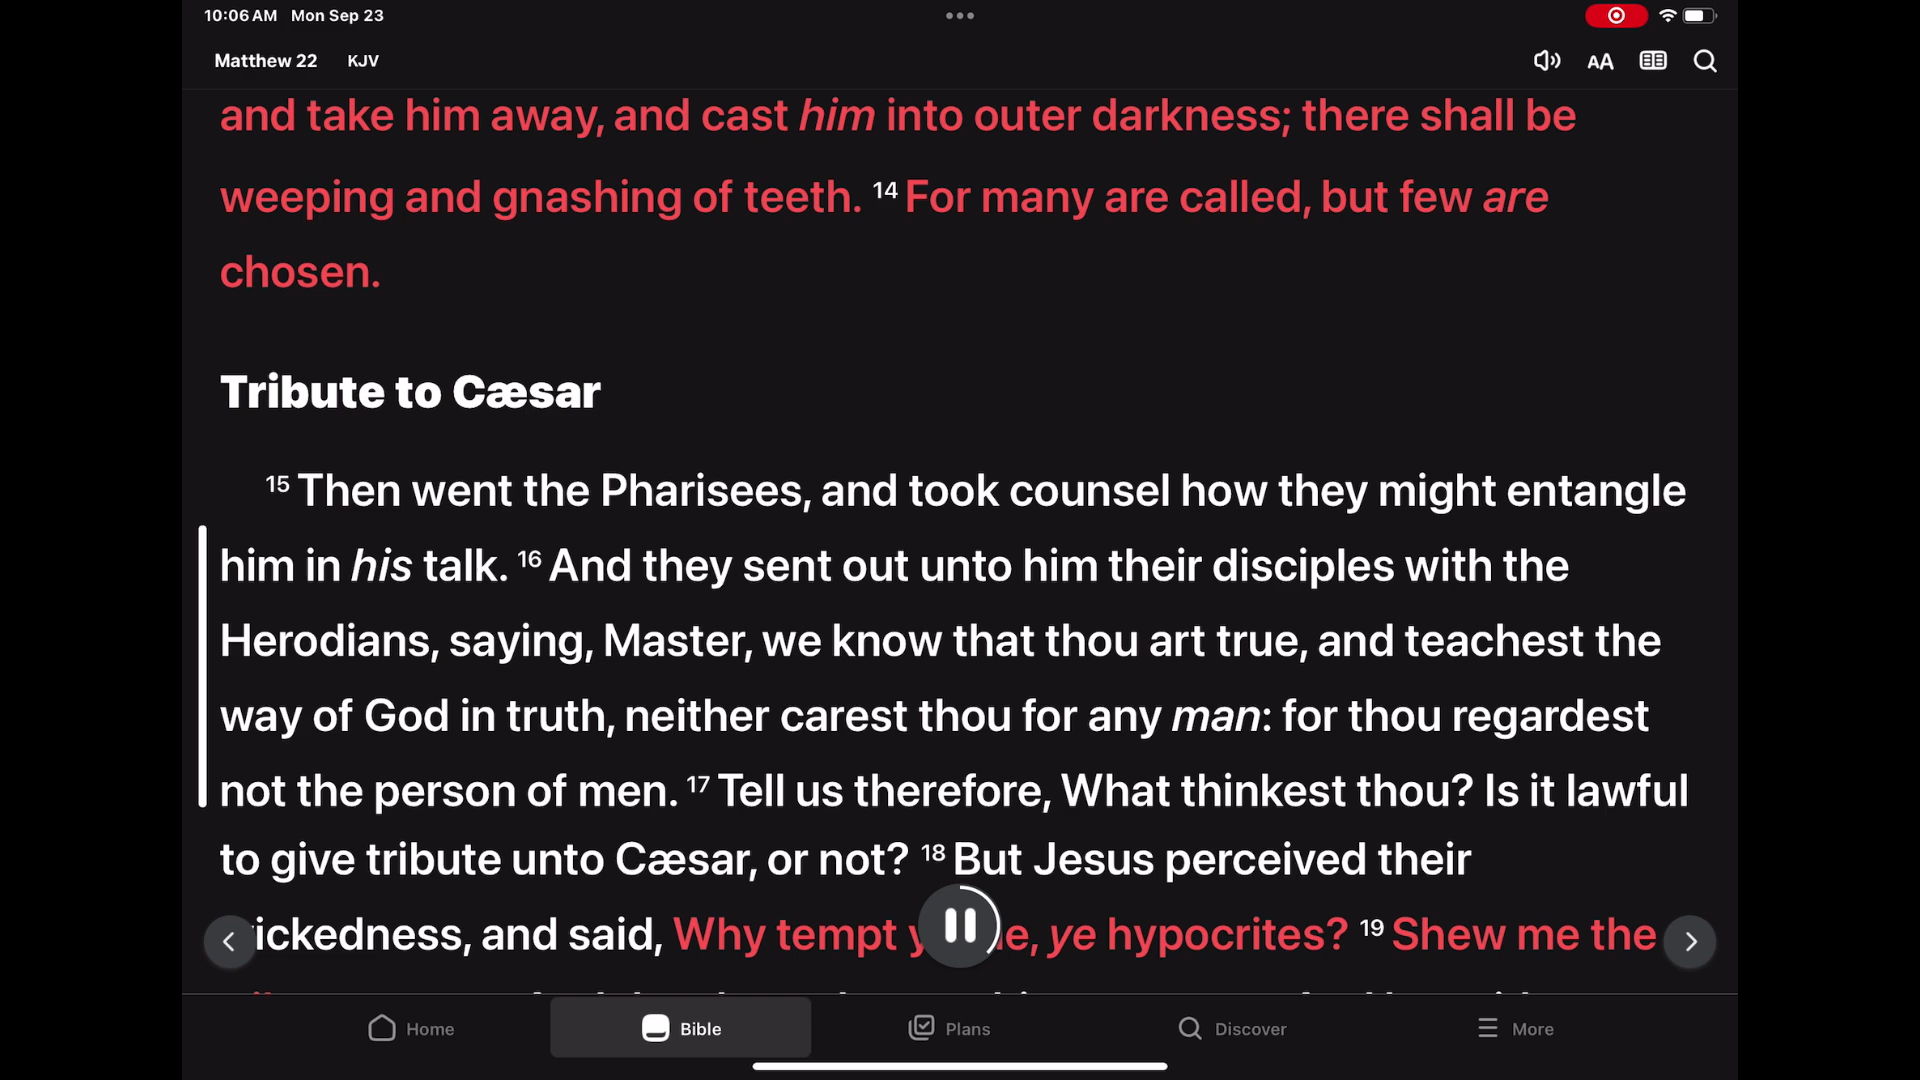 10:06 AM Mon Sep 23
Matthew 22 KJV
AA
and take him away, and cast him into outer darkness; there shall be
weeping and gnashing of teeth. 14 For many are called, but few are
chosen.
Tribute to Cæsar
15 Then went the Pharisees, and took counsel how they might entangle
him in his talk. 16 And they sent out unto him their disciples with the
Herodians, saying, Master, we know that thou art true, and teachest the
way of God in truth, neither carest thou for any man: for thou regardest
not the person of men. 17 Tell us therefore, What thinkest thou? Is it lawful
to give tribute unto Cæsar, or not? 18 But Jesus perceived their
ickedness, and said, Why tempt y e, ye hypocrites? 19 Shew me the
Home Bible Plans Discover More